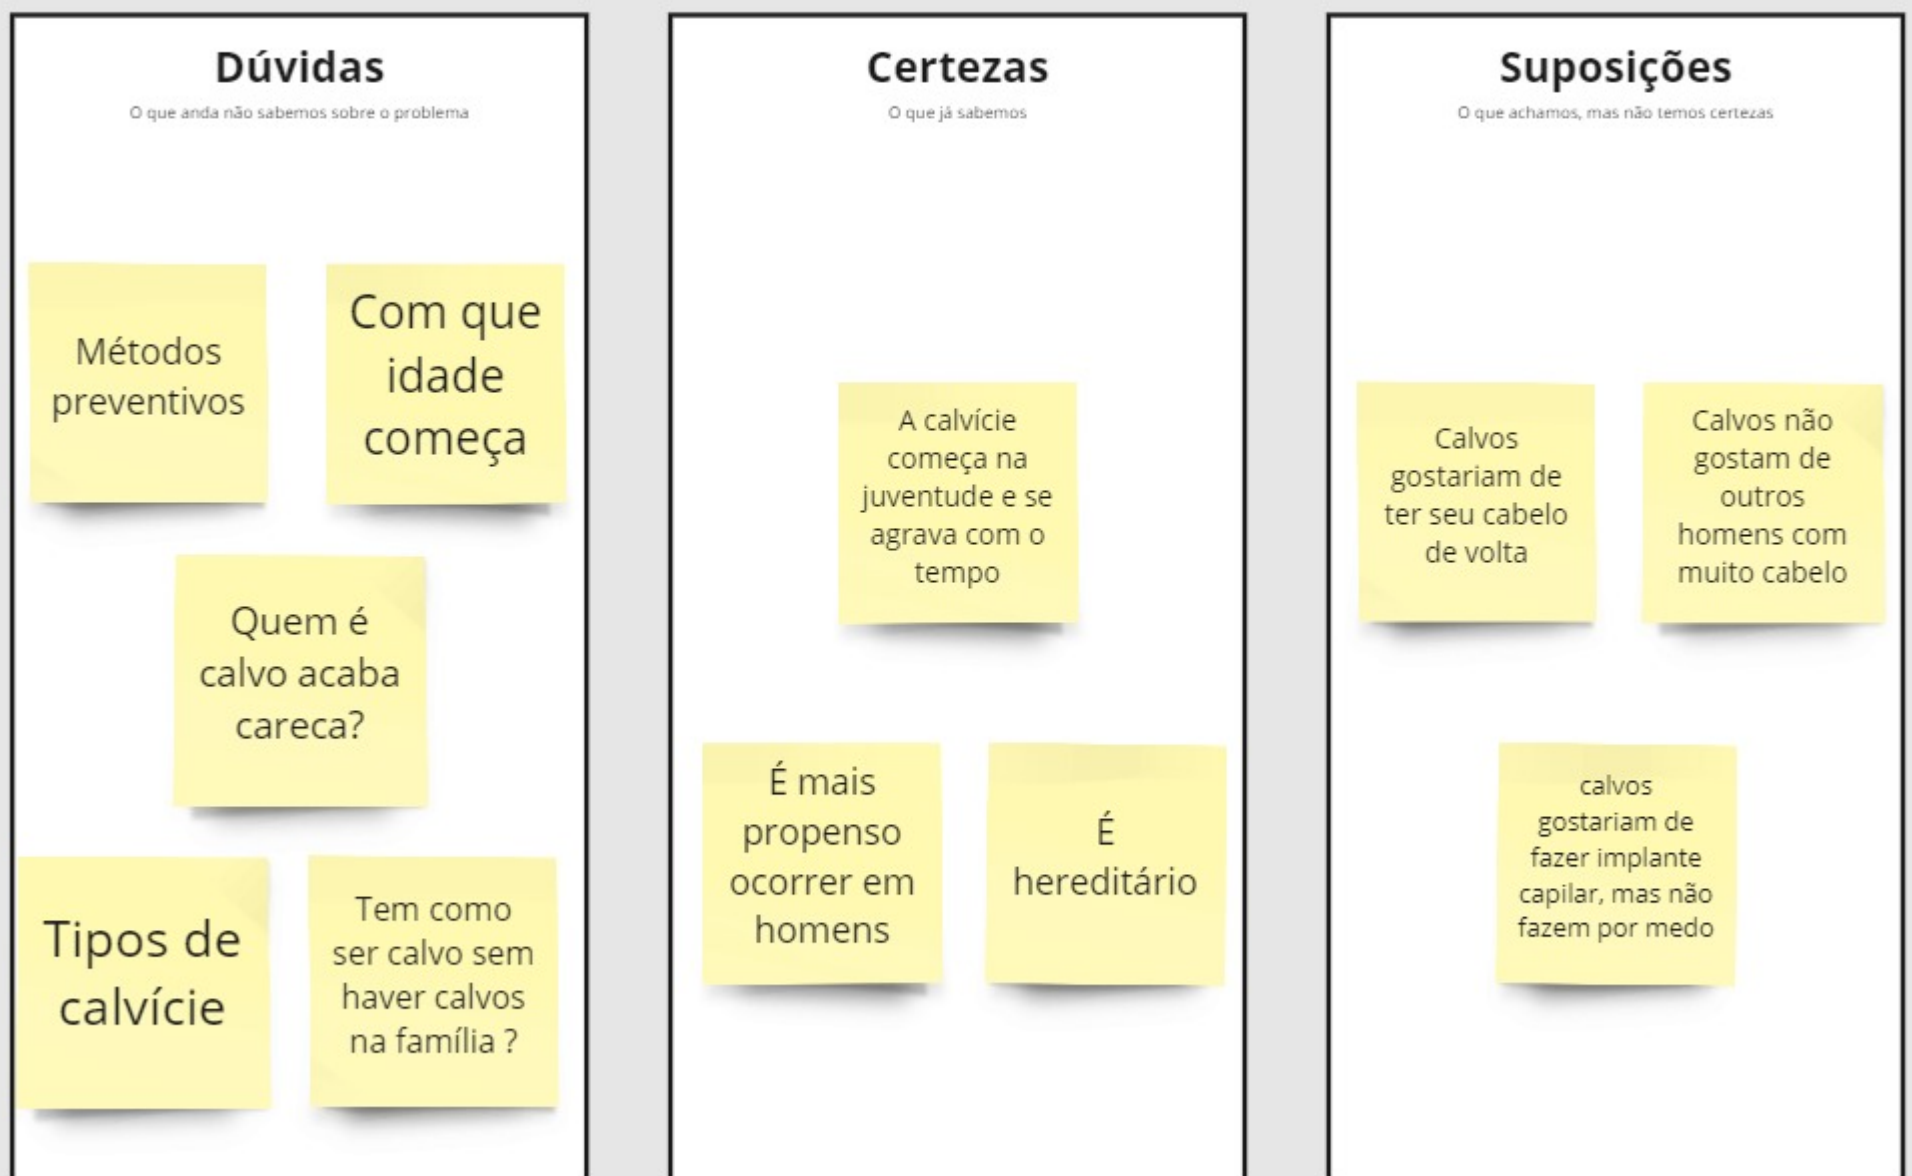 Dúvidas
O que anda não sabemos sobre o problema
Métodos
preventivos
Com que
idade
começa
Quem é
calvo acaba
careca?
Tipos de
calvície
Tem como
ser calvo sem
haver calvos
na família ?
Certezas
O que já sabemos
A calvície
começa na
juventude e se
agrava com o
tempo
É mais
propenso
ocorrer em
homens
É
hereditário
Suposições
O que achamos, mas não temos certezas
Calvos
gostariam de
ter seu cabelo
de volta
Calvos não
gostam de
outros
homens com
muito cabelo
calvos
gostariam de
fazer implante
capilar, mas não
fazem por medo